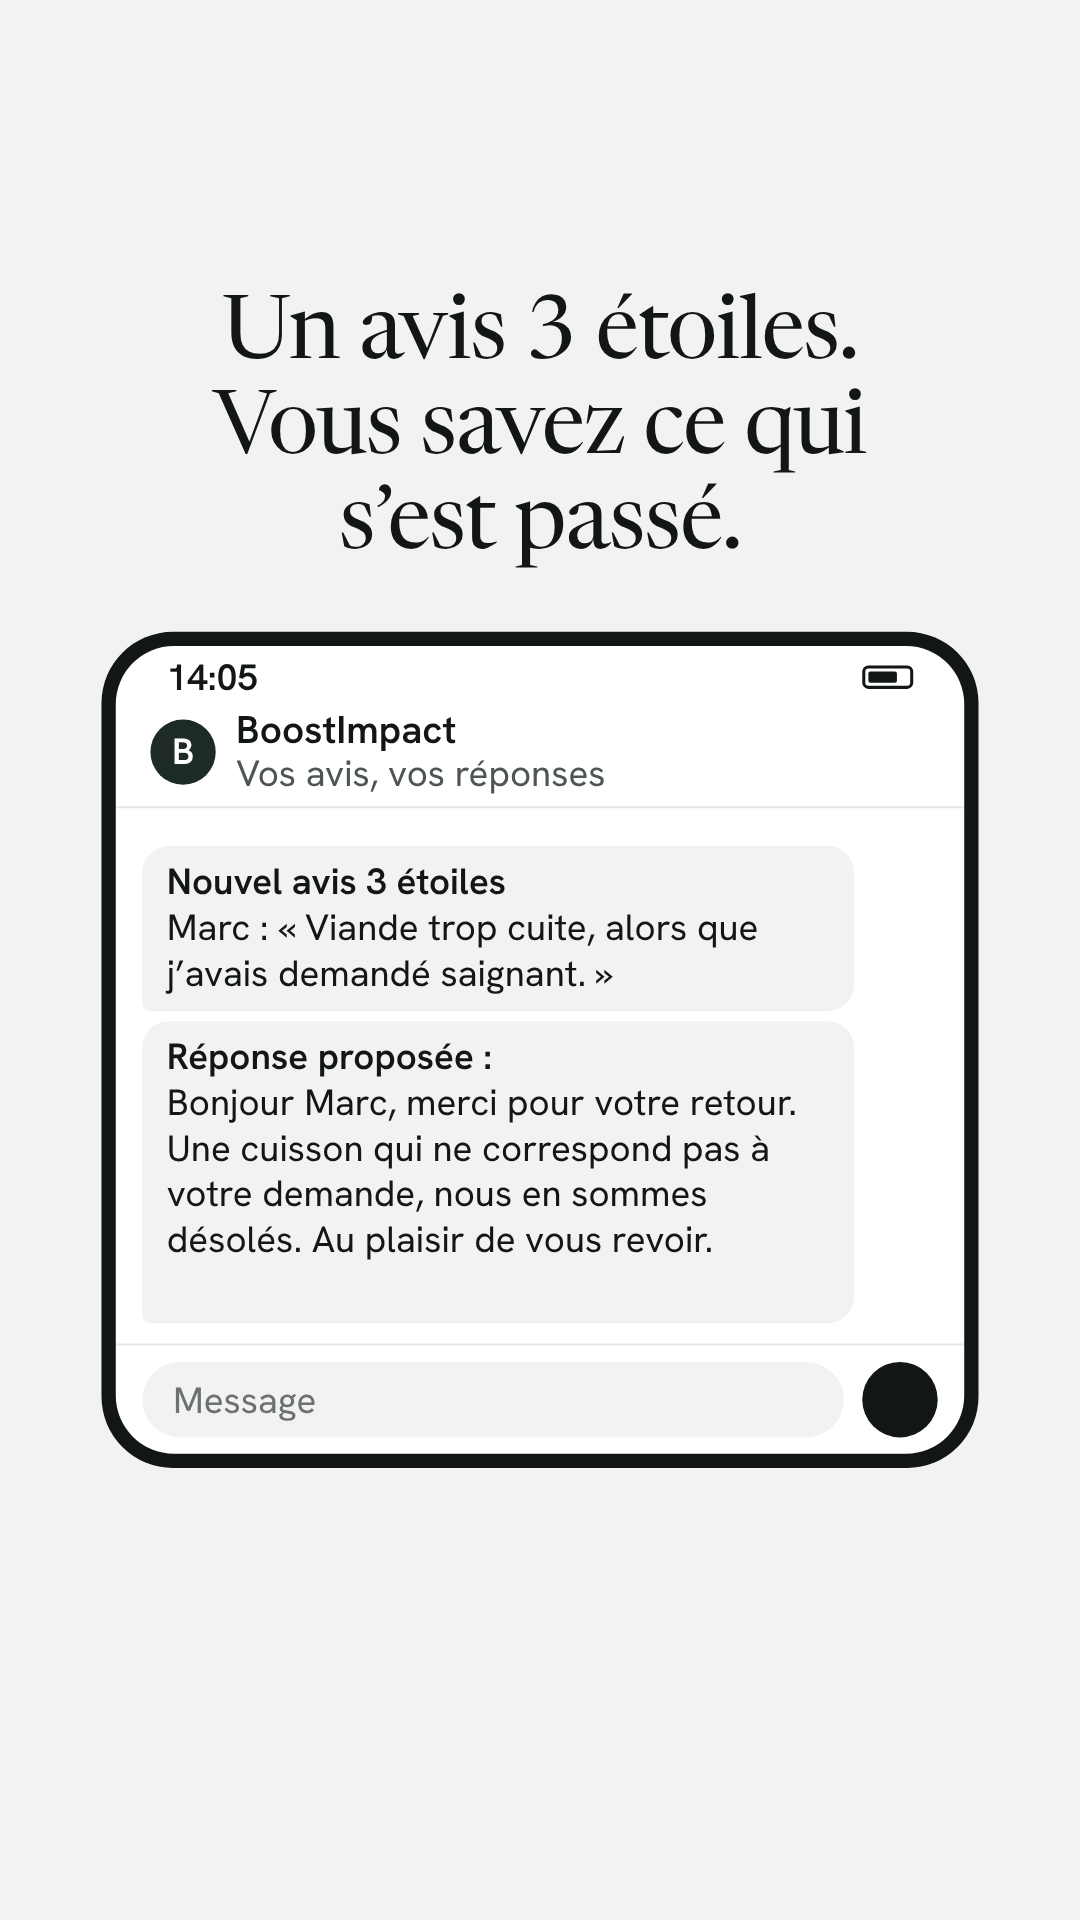 Un avis 3 étoiles.
Vous savez ce qui
s’est passé.
14:05
B
BoostImpact
Vos avis, vos réponses
Nouvel avis 3 étoiles
Marc : « Viande trop cuite, alors que
j’avais demandé saignant. »
Réponse proposée :
Bonjour Marc, merci pour votre retour.
Une cuisson qui ne correspond pas à
votre demande, nous en sommes
désolés. Au plaisir de vous revoir.
Message